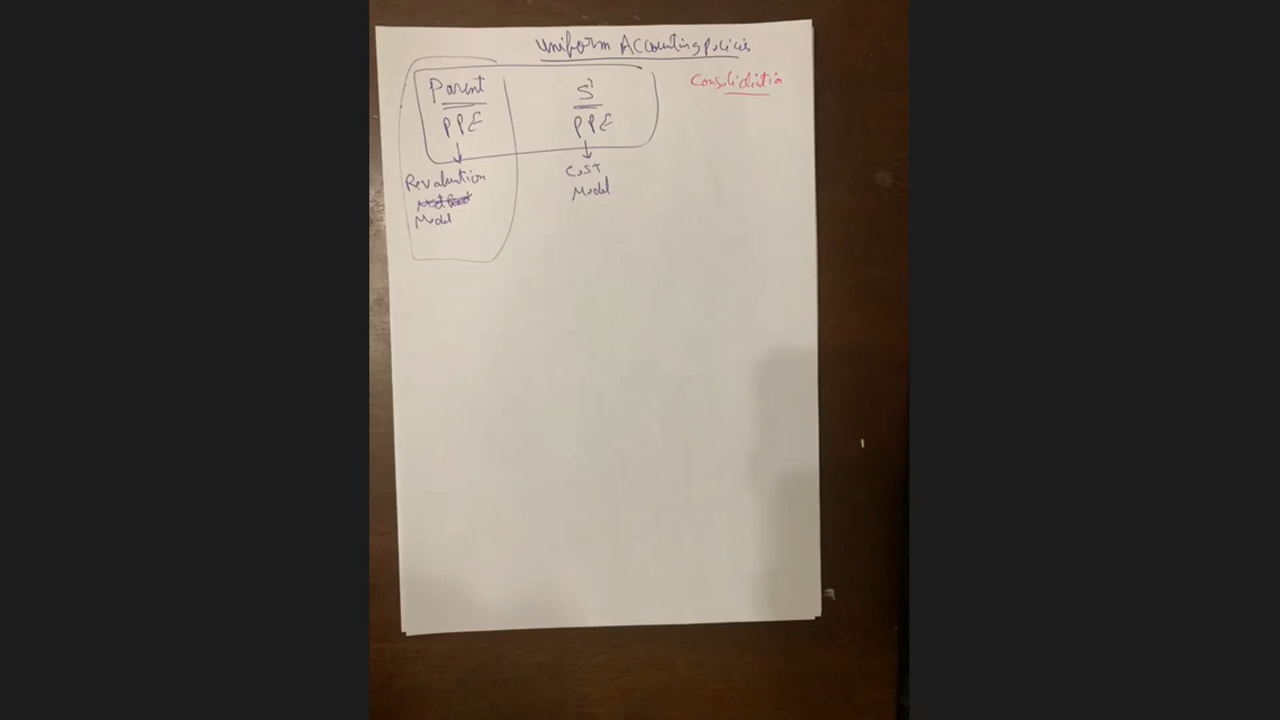 Uniform Accounting Policies
Consolidation
Parent S
PPE PPE
Revaluation Cost
Model Model